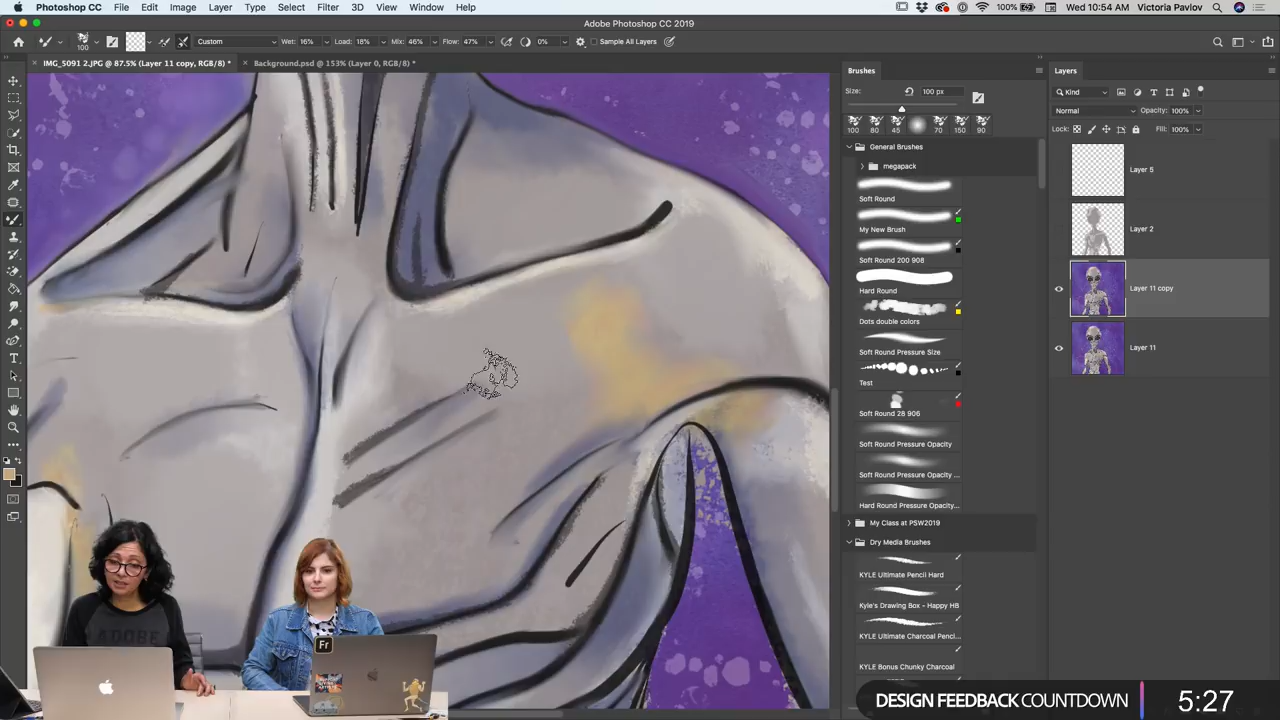 Photoshop CC File Edit Image Layer Type Select Filter 3D View Window Help 100% Wed 10:54 AM Victoria Pavlov
Adobe Photoshop CC 2019
100 Custom Wet: 16% Load: 18% Mix: 46% Flow: 47% 0% Sample All Layers
IMG_5091 2.JPG @ 87.5% (Layer 11 copy, RGB/8) * Background.psd @ 153% (Layer 0, RGB/8) *
Brushes
Layers
Size: 100 px
Kind
100 80 45 70 150 90
Normal Opacity: 100%
Lock: Fill: 100%
General Brushes
megapack
Soft Round
My New Brush
Soft Round 200 908
Hard Round
Dots double colors
Soft Round Pressure Size
Test
Soft Round 28 906
Soft Round Pressure Opacity
Soft Round Pressure Opacity ...
Hard Round Pressure Opacity...
My Class at PSW2019
Dry Media Brushes
KYLE Ultimate Pencil Hard
Kyle's Drawing Box - Happy HB
KYLE Ultimate Charcoal Penci...
KYLE Bonus Chunky Charcoal
Layer 5
Layer 2
Layer 11 copy
Layer 11
ADOBE
Fr
DESIGN FEEDBACK COUNTDOWN 5:27